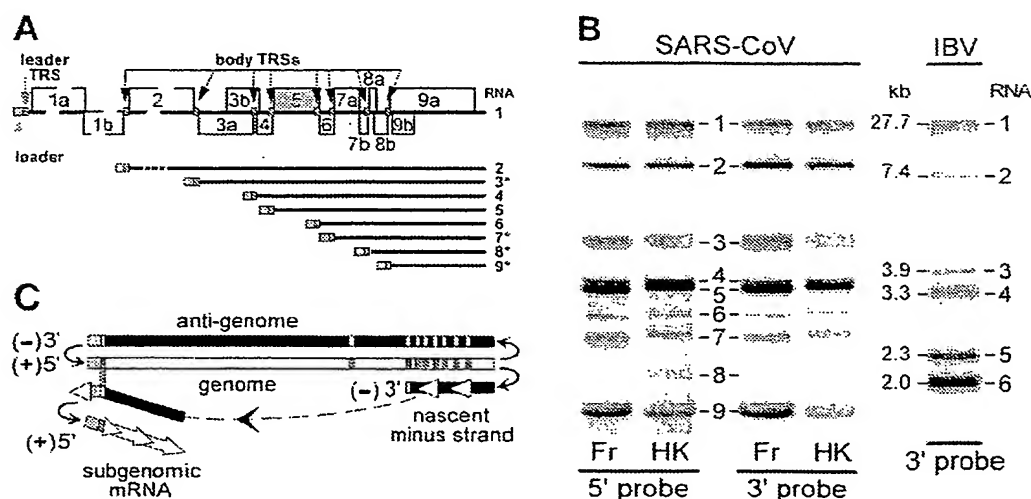 A
leader
TRS
body TRSs
1a
1b
2
3a
3b
4
5
6
7a
7b
8a
8b
9a
9b
RNA
1
leader
2
3*
4
5
6
7*
8*
9*
B
SARS-CoV
IBV
kb
RNA
27.7
7.4
3.9
3.3
2.3
2.0
1
2
3
4
5
6
7
8
9
1
2
3
4
5
6
Fr
HK
Fr
HK
5' probe
3' probe
3' probe
C
anti-genome
(-)3'
(+)5'
genome
(-) 3'
nascent
minus strand
(+)5'
subgenomic
mRNA